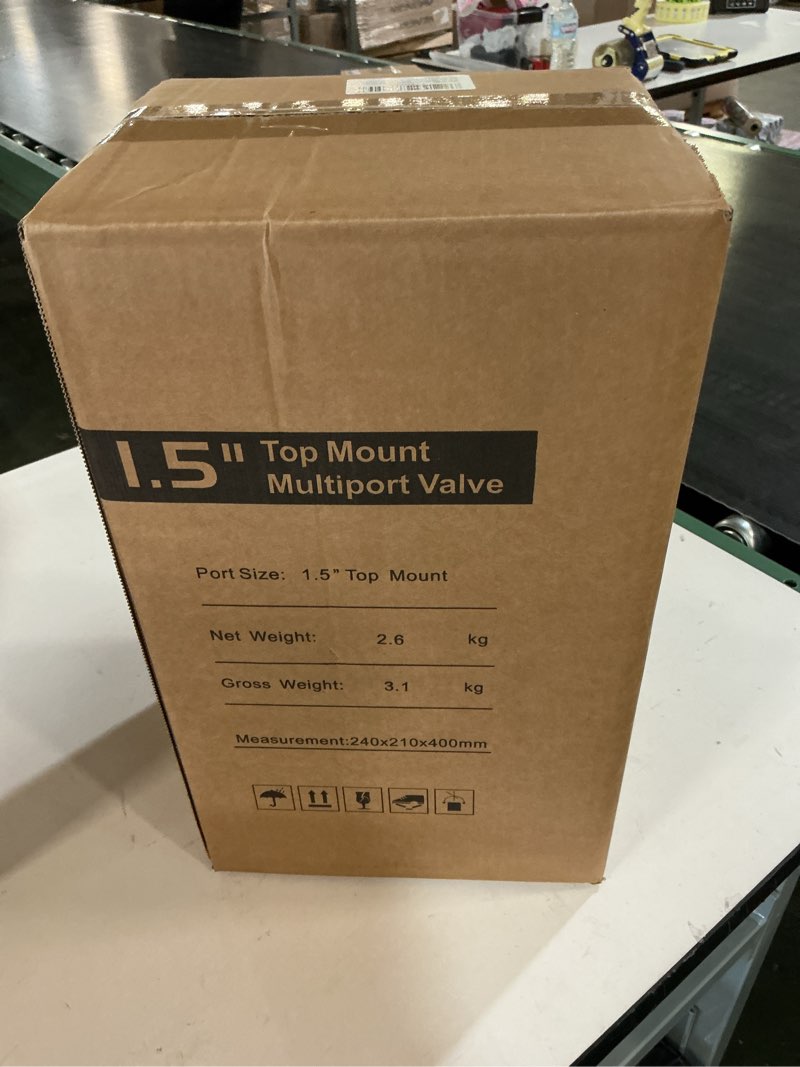 1.5" Top Mount
Multiport Valve
Port Size: 1.5” Top Mount
Net Weight: 2.6 kg
Gross Weight: 3.1 kg
Measurement:240x210x400mm